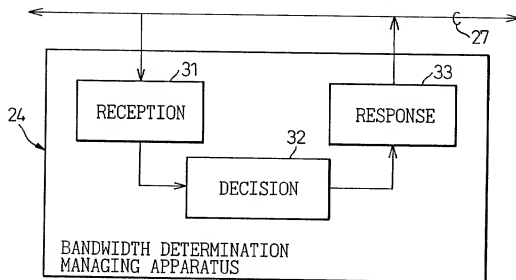 27
31
RECEPTION
33
RESPONSE
24
32
DECISION
BANDWIDTH DETERMINATION
MANAGING APPARATUS